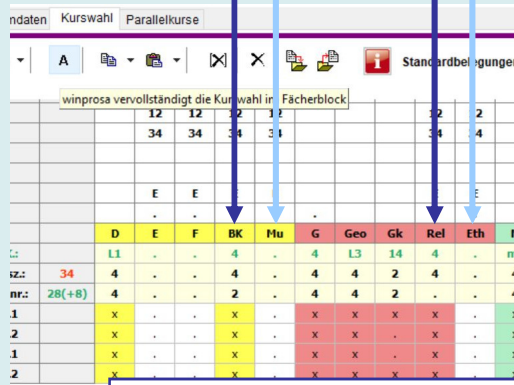 ndaten Kurswahl Parallelkurse
A Standardbelegungen
winprosa vervollständigt die Kurswahl im Fächerblock
12 12 12 12 12 12
34 34 34 34 34 34
E E E E
. . .
D E F BK Mu G Geo Gk Rel Eth
L1 . . 4 . 4 L3 14 4 .
sz.: 34 4 . . 4 . 4 4 2 4 . 4
nr.: 28(+8) 4 . . 2 . 4 4 2 . . 4
.1 x . . x . x x x x . x
.2 x . . x . x x . x . x
.1 x . . x . x x . x . x
.2 x . . x . x x x x . x